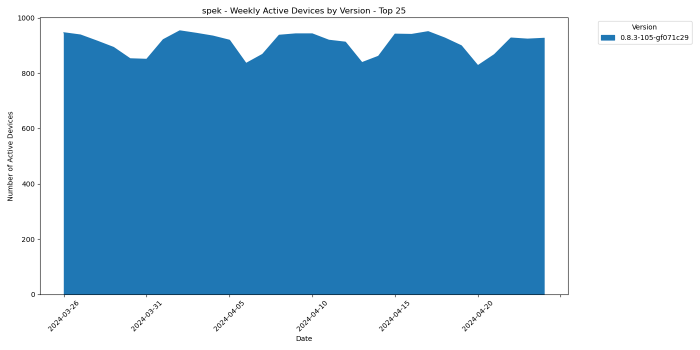 spek - Weekly Active Devices by Version - Top 25
Version
0.8.3-105-gf071c29
Number of Active Devices
1000
800
600
400
200
0
2024-03-26
2024-03-31
2024-04-05
2024-04-10
2024-04-15
2024-04-20
Date